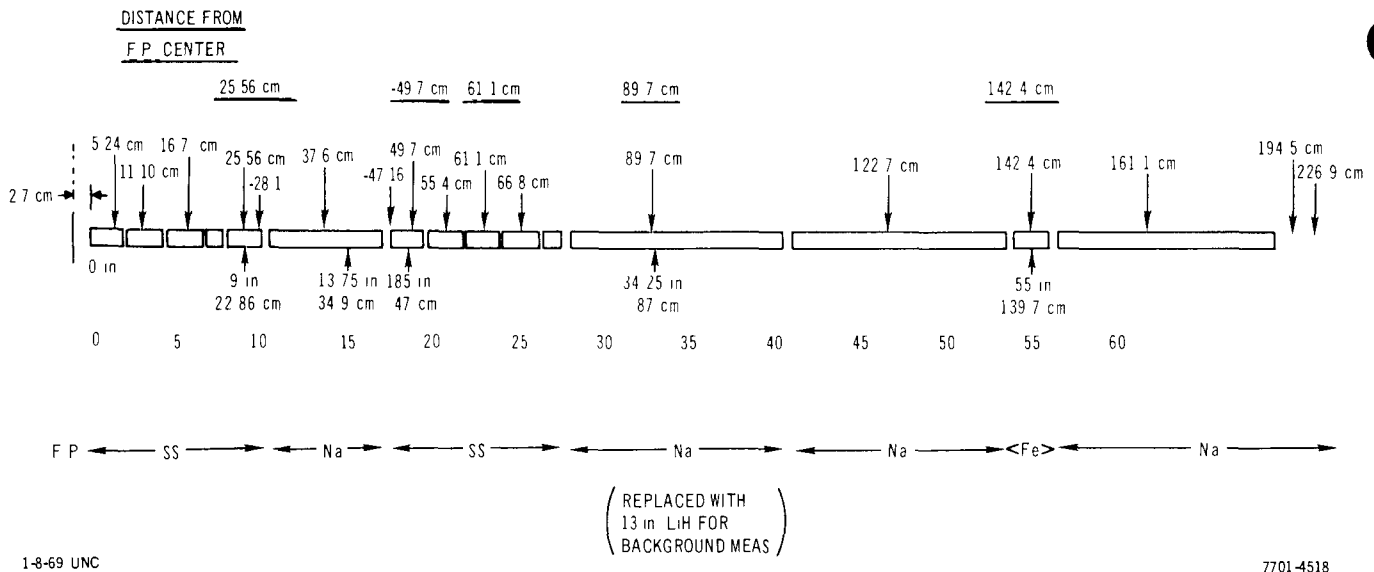 DISTANCE FROM
F P CENTER
25 56 cm -49.7 cm 61 1 cm 89 7 cm 142 4 cm
5 24 cm 16 7 cm 25 56 cm 37 6 cm 49 7 cm 61 1 cm 89 7 cm 122 7 cm 142 4 cm 161 1 cm 194 5 cm
11 10 cm -28 1 -47 16 55 4 cm 66 8 cm 226 9 cm
2 7 cm
0 in
9 in 13 75 in 185 in 34 25 in 55 in
22 86 cm 34 9 cm 47 cm 87 cm 139 7 cm
0 5 10 15 20 25 30 35 40 45 50 55 60
F P SS Na SS Na Na <Fe> Na
(REPLACED WITH
13 in LiH FOR
BACKGROUND MEAS)
1-8-69 UNC 7701-4518